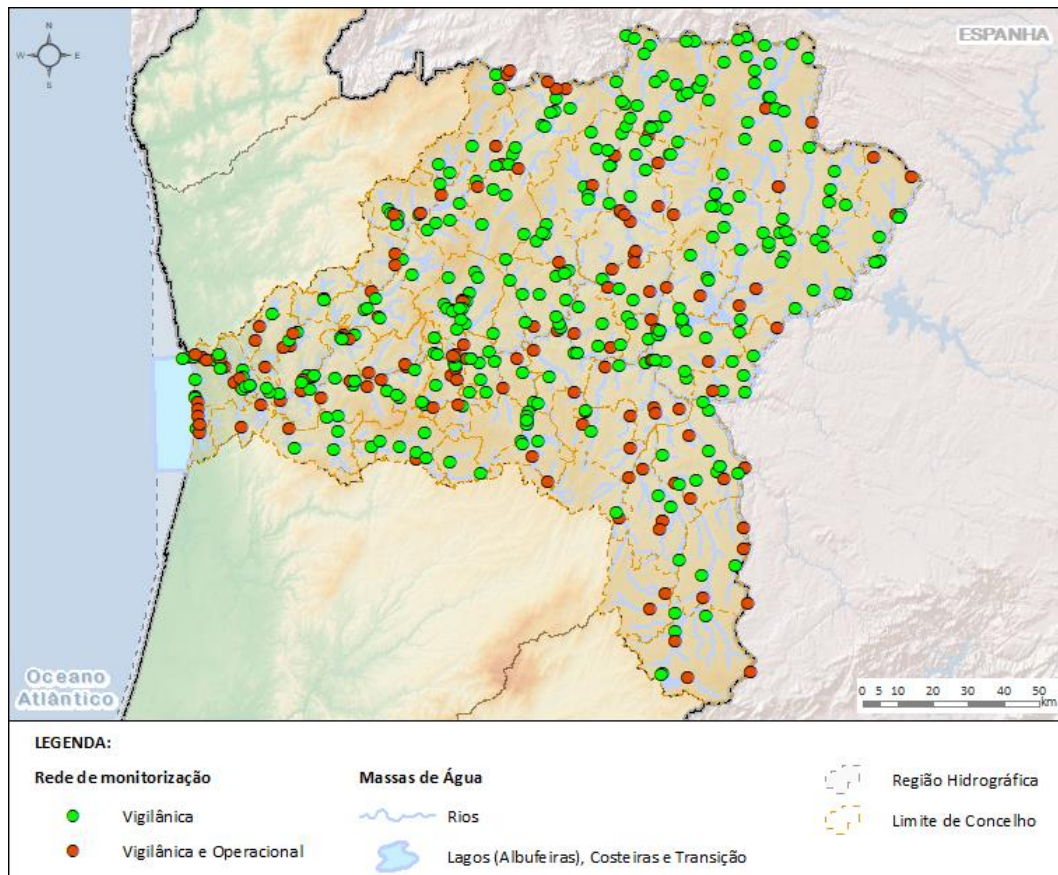 N
W E
S
ESPANHA
Oceano
Atlântico
0 5 10 20 30 40 50
km
LEGENDA:
Rede de monitorização
Vigilânica
Vigilânica e Operacional
Massas de Água
Rios
Lagos (Albufeiras), Costeiras e Transição
Região Hidrográfica
Limite de Concelho